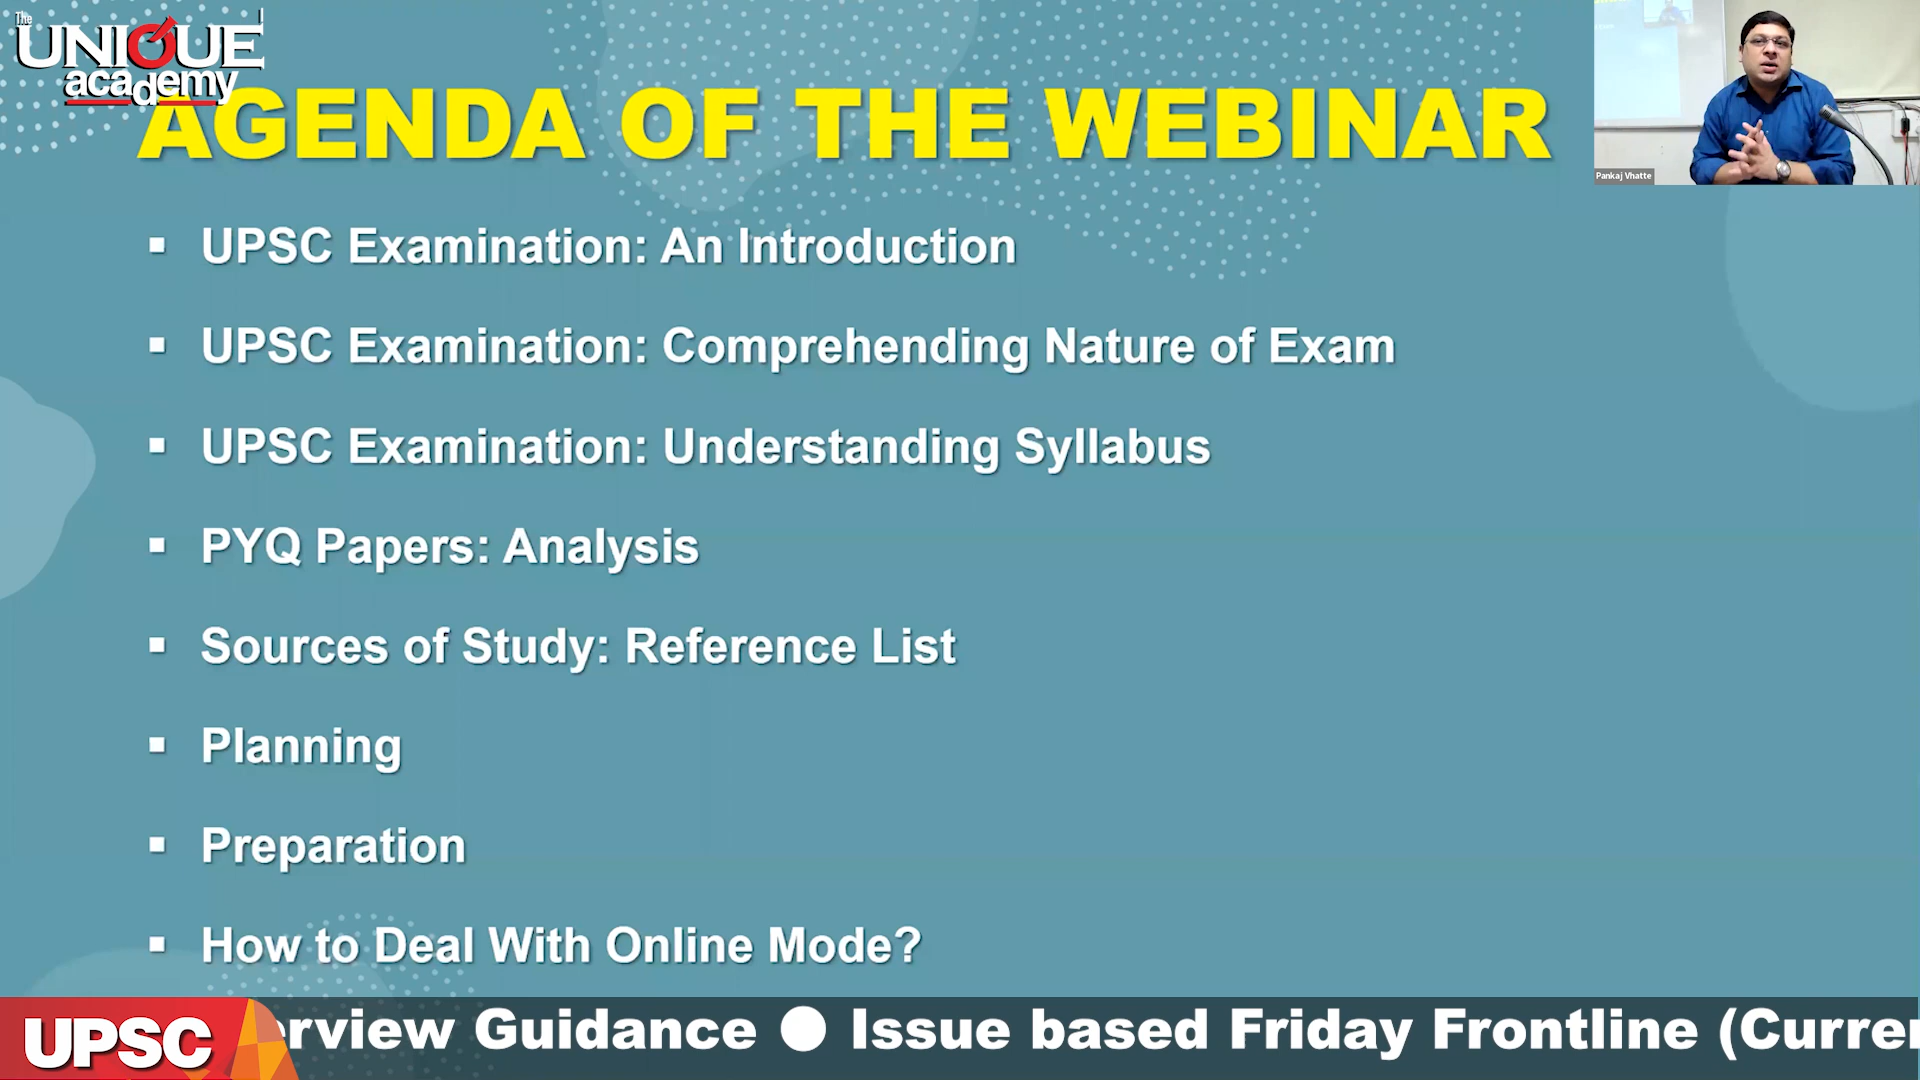 The
UNIQUE
academy
AGENDA OF THE WEBINAR
Pankaj Vhatte
▪ UPSC Examination: An Introduction
▪ UPSC Examination: Comprehending Nature of Exam
▪ UPSC Examination: Understanding Syllabus
▪ PYQ Papers: Analysis
▪ Sources of Study: Reference List
▪ Planning
▪ Preparation
▪ How to Deal With Online Mode?
UPSC
erview Guidance ● Issue based Friday Frontline (Curren